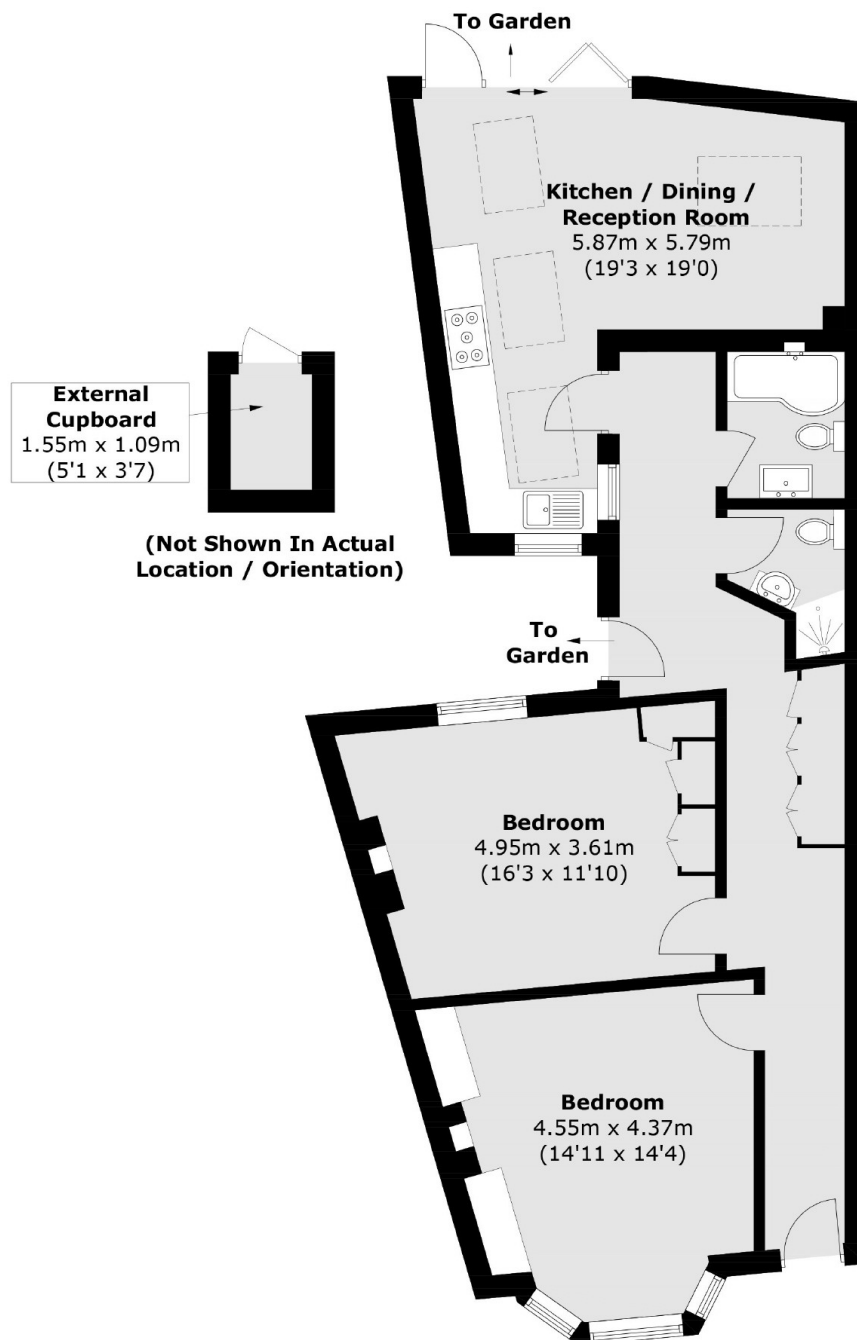 To Garden
Kitchen / Dining /
Reception Room
5.87m x 5.79m
(19'3 x 19'0)
External
Cupboard
1.55m x 1.09m
(5'1 x 3'7)
(Not Shown In Actual
Location / Orientation)
To
Garden
Bedroom
4.95m x 3.61m
(16'3 x 11'10)
Bedroom
4.55m x 4.37m
(14'11 x 14'4)